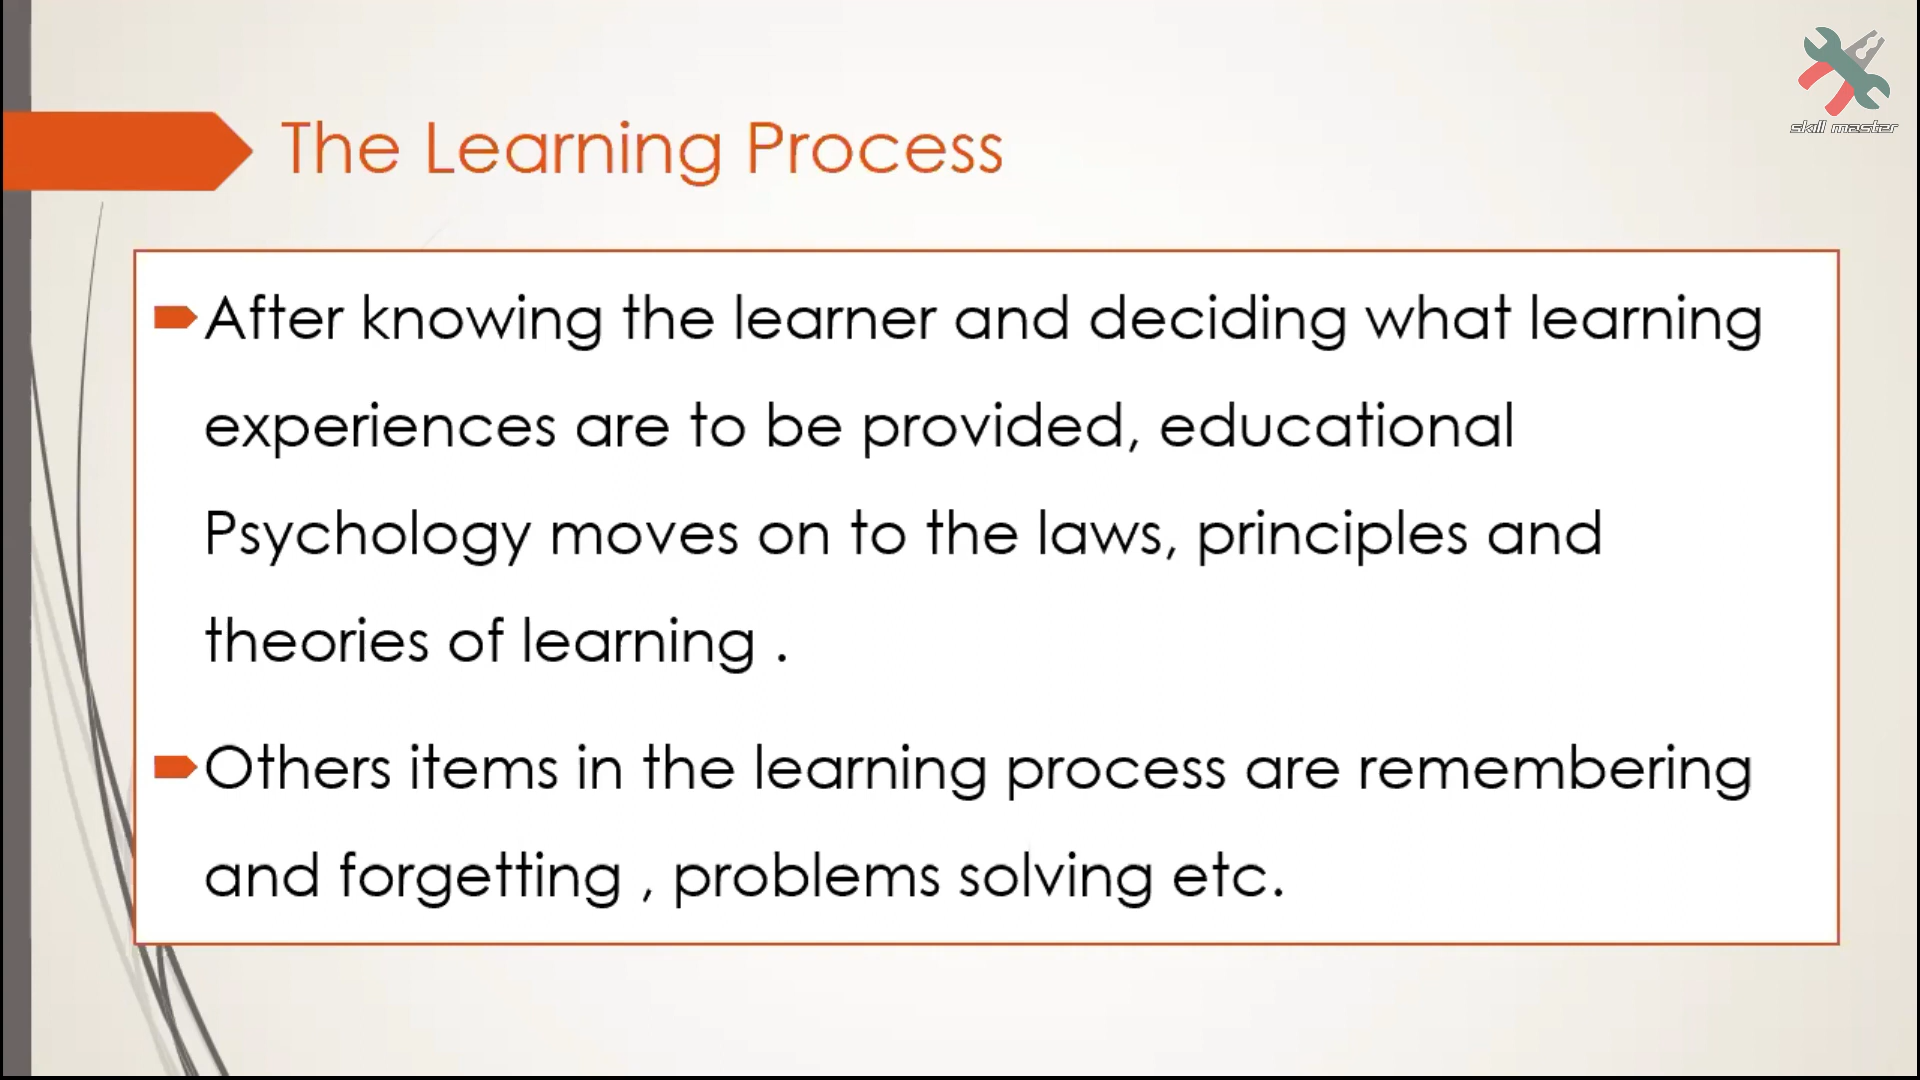 skill master
The Learning Process
After knowing the learner and deciding what learning
experiences are to be provided, educational
Psychology moves on to the laws, principles and
theories of learning .
Others items in the learning process are remembering
and forgetting , problems solving etc.